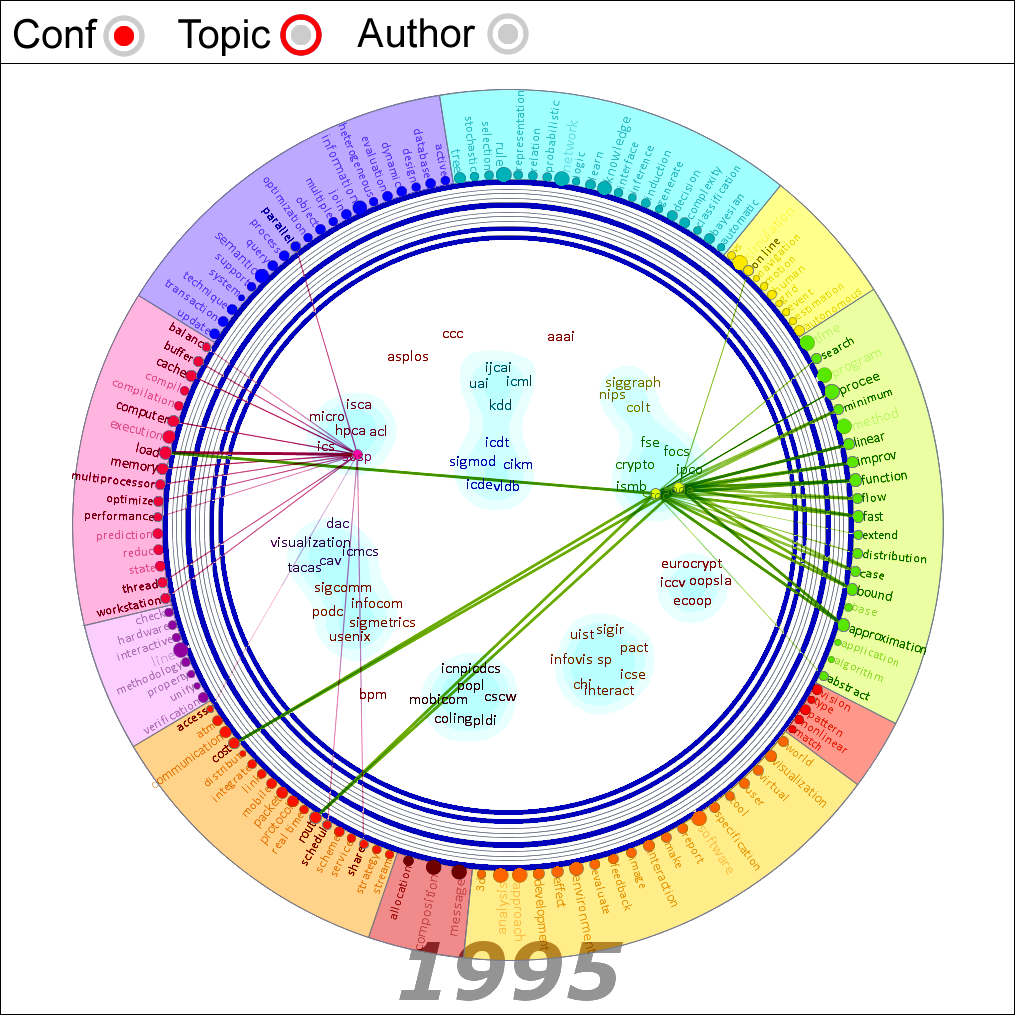 Conf Topic Author
tree
stochastic
selection
rule
representation
relation
probabilistic
network
logic
learn
knowledge
interface
inference
induction
generate
decision
complexity
classification
bayesian
automatic
on line
navigation
motion
human
grid
event
estimation
autonomous
time
search
program
procee
minimum
method
linear
improv
function
flow
fast
extend
distribution
case
bound
base
approximation
application
algorithm
abstract
vision
type
pattern
nonlinear
match
world
visualization
virtual
user
tool
specification
software
report
make
interaction
image
feedback
evaluate
environment
effect
development
approach
analysis
3d
message
composition
allocation
stream
strategy
share
service
scheme
schedul
rout
real time
protocol
packet
mobile
link
integrate
distribut
cost
communication
atm
access
verification
unify
property
methodology
line
interactive
hardware
check
workstation
thread
state
reduc
prediction
performance
optimize
multiprocessor
memory
load
execution
computer
compilation
compil
cache
buffer
balanc
update
transaction
technique
system
support
semantic
query
process
parallel
optimization
object
multiple
join
information
heterogeneous
evaluation
dynamic
design
database
active
ccc
aaai
asplos
ijcai
uai
icml
kdd
siggraph
nips
colt
isca
micro
hpca
acl
ics
icdt
sigmod
cikm
icde
vldb
fse
focs
crypto
ipco
ismb
dac
visualization
icmcs
cav
tacas
sigcomm
infocom
podc
sigmetrics
usenix
eurocrypt
iccv
oopsla
ecoop
uist
sigir
pact
infovis
sp
icse
chi
interact
bpm
icnp
icdcs
popl
mobicom
cscw
coling
pldi
1995